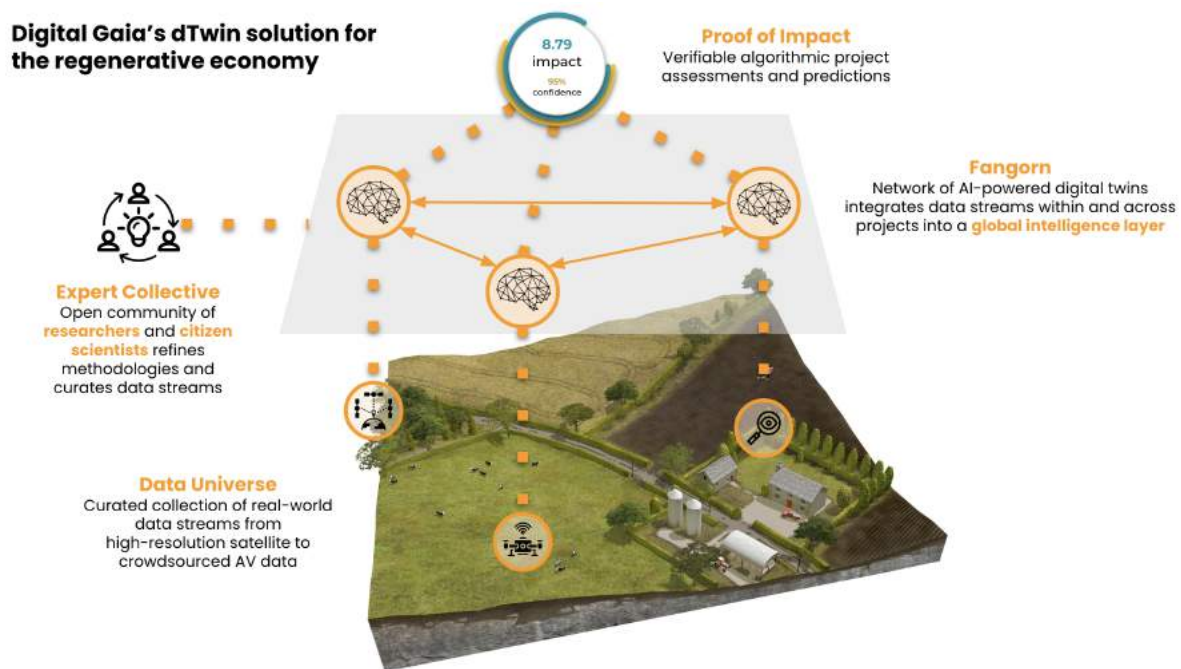 Digital Gaia's dTwin solution for
the regenerative economy
8.79
impact
95%
confidence
Proof of Impact
Verifiable algorithmic project
assessments and predictions
Fangorn
Network of AI-powered digital twins
integrates data streams within and across
projects into a global intelligence layer
Expert Collective
Open community of
researchers and citizen
scientists refines
methodologies and
curates data streams
Data Universe
Curated collection of real-world
data streams from
high-resolution satellite to
crowdsourced AV data